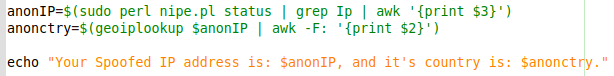 anonIP=$(sudo perl nipe.pl status | grep Ip | awk '{print $3}')
anonctry=$(geoiplookup $anonIP | awk -F: '{print $2}')
echo "Your Spoofed IP address is: $anonIP, and it's country is: $anonctry."